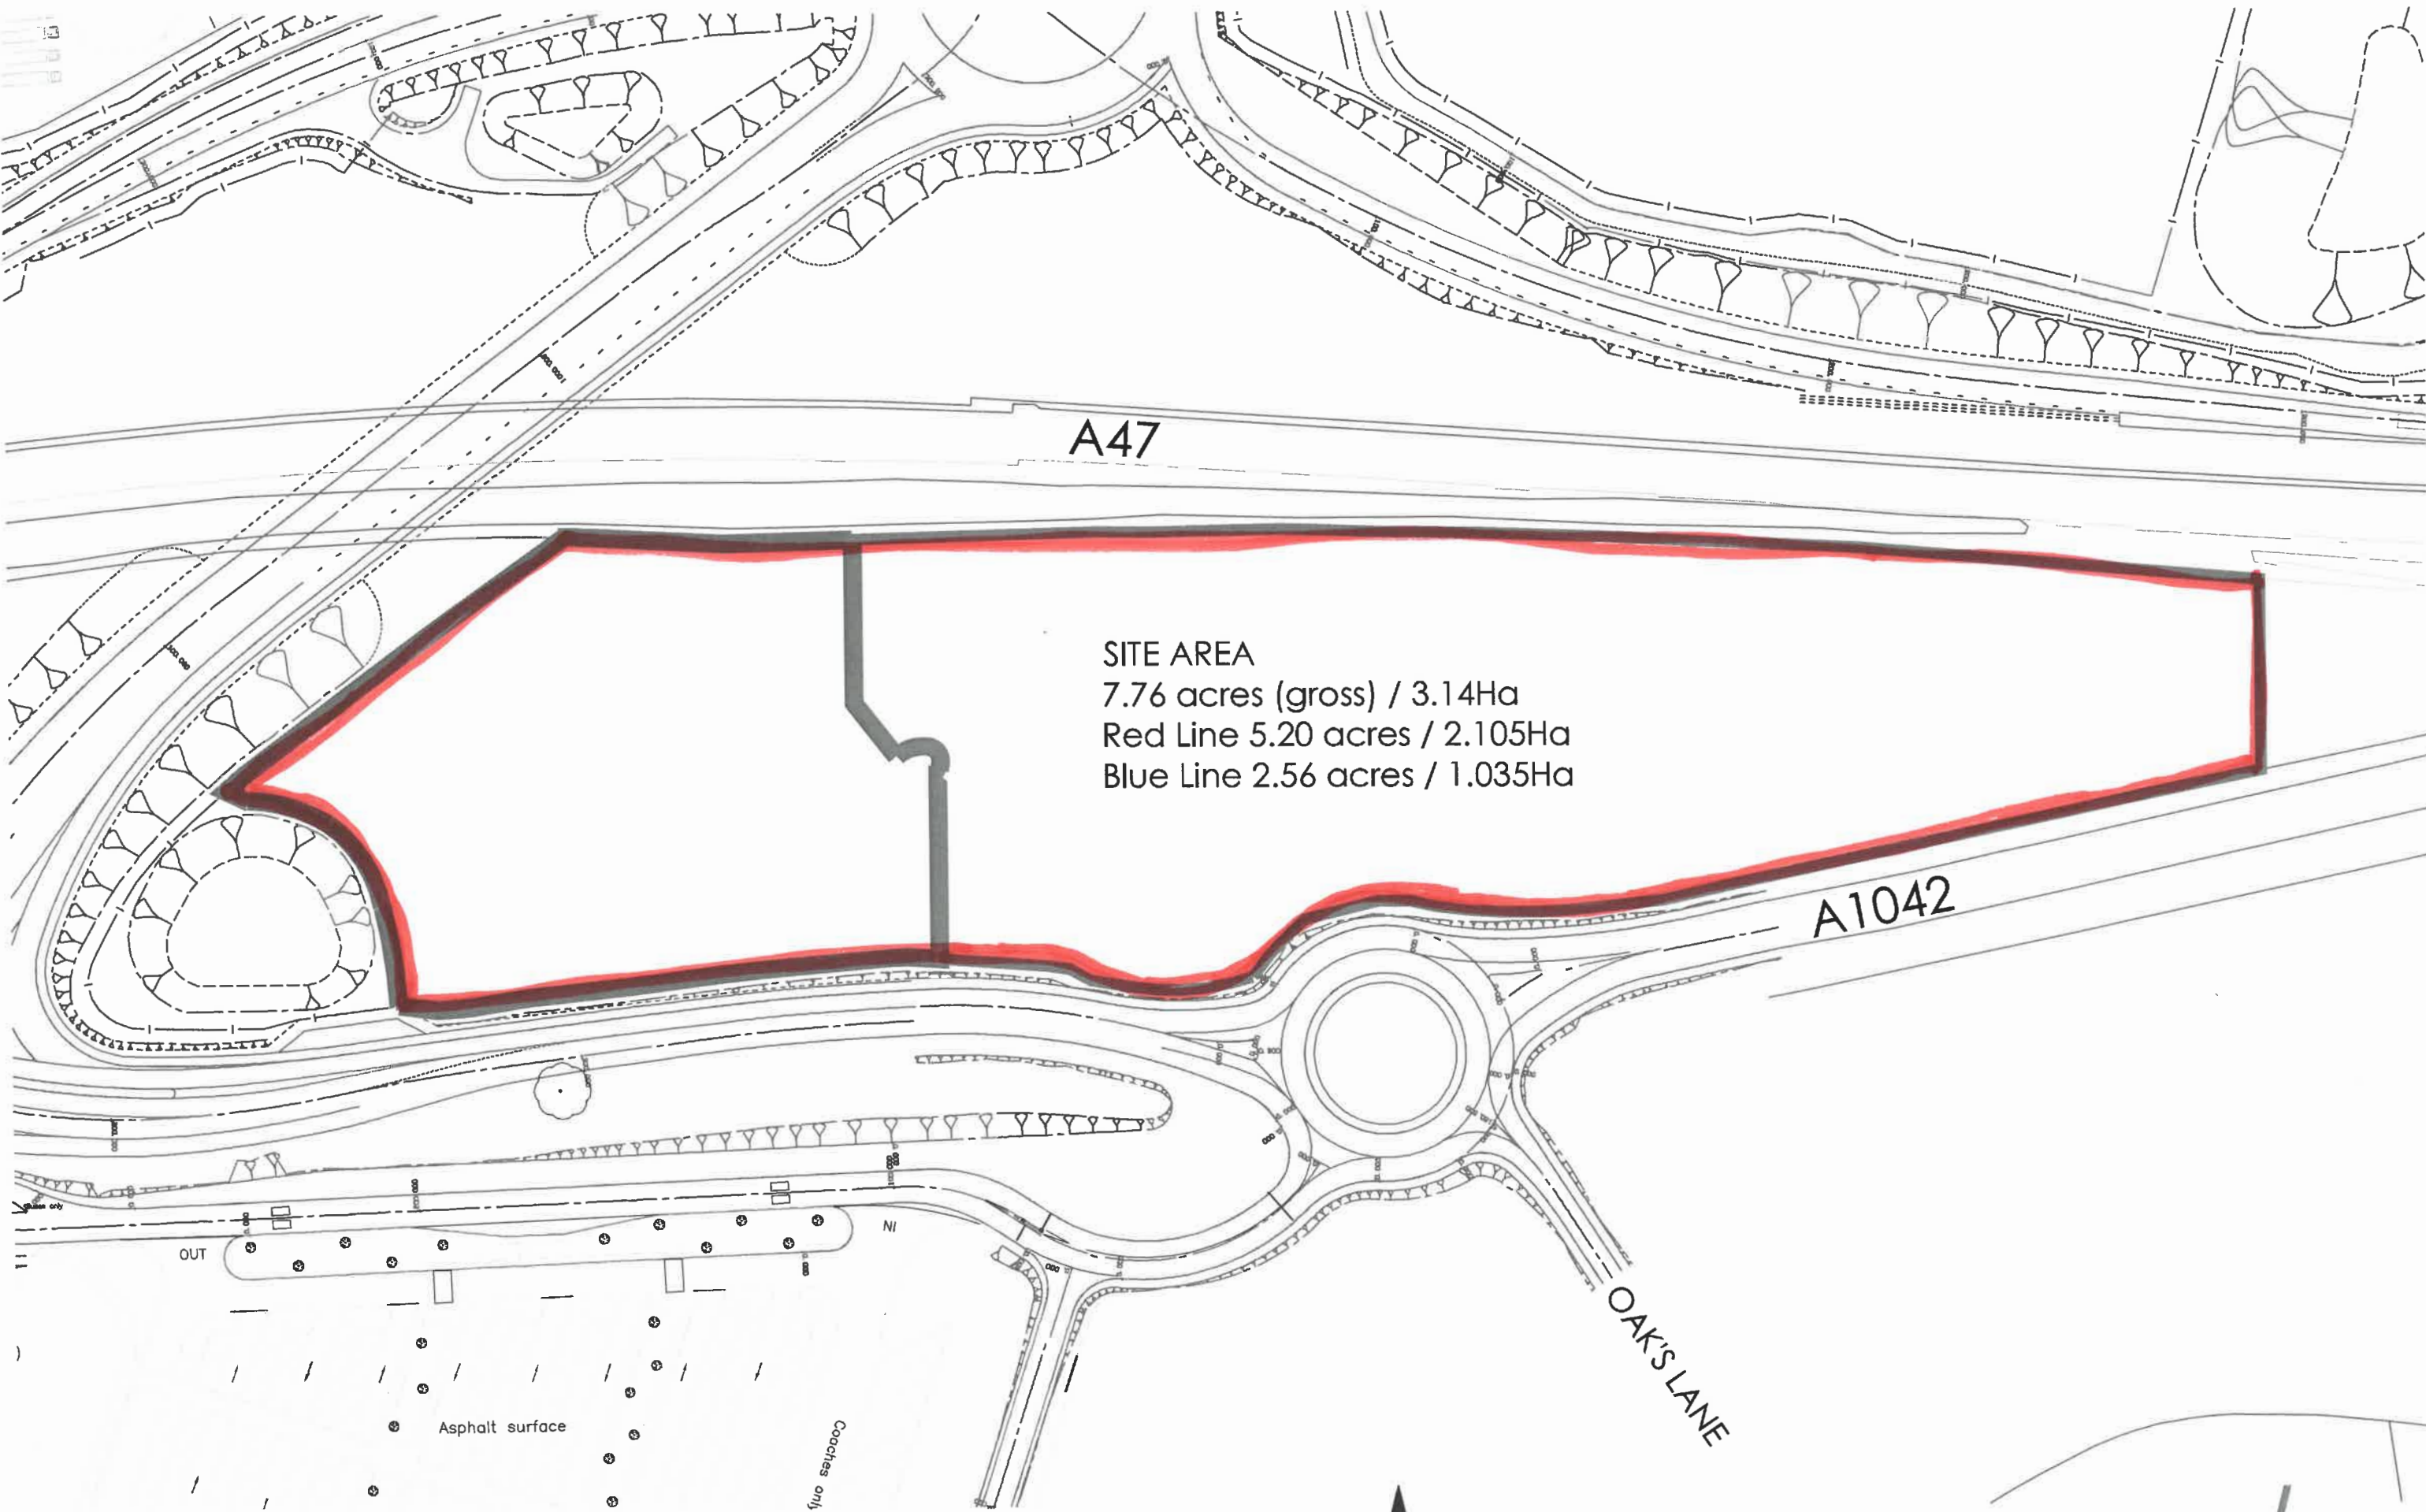 A47
SITE AREA
7.76 acres (gross) / 3.14Ha
Red Line 5.20 acres / 2.105Ha
Blue Line 2.56 acres / 1.035Ha
A1042
OUT
NI
OAK'S LANE
Asphalt surface
Coaches only